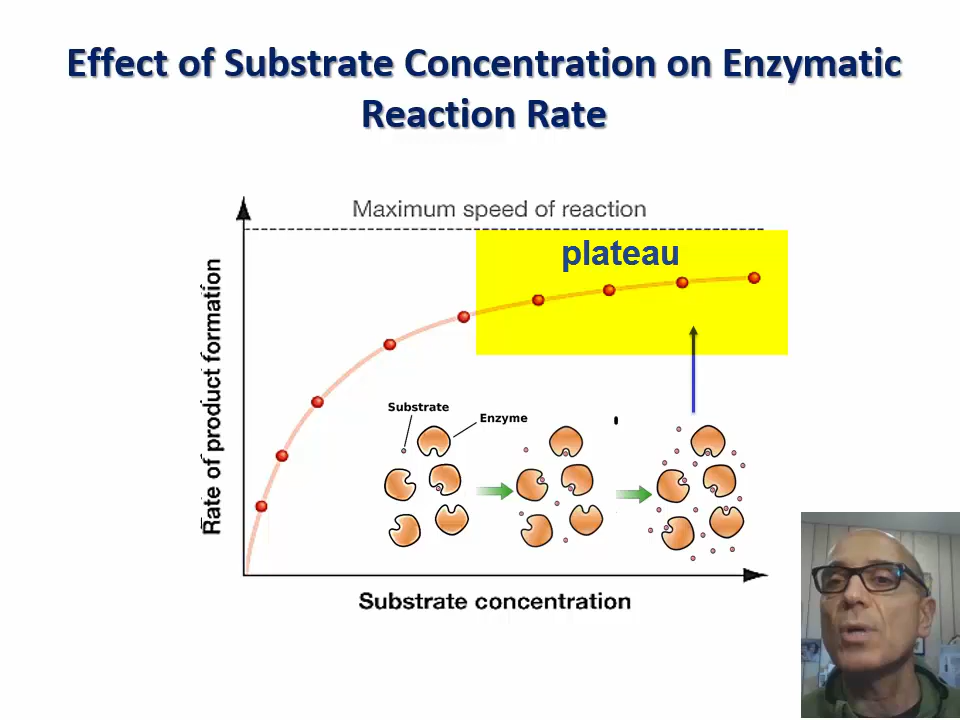 Effect of Substrate Concentration on Enzymatic
Reaction Rate
Maximum speed of reaction
plateau
Rate of product formation
Substrate
Enzyme
Substrate concentration